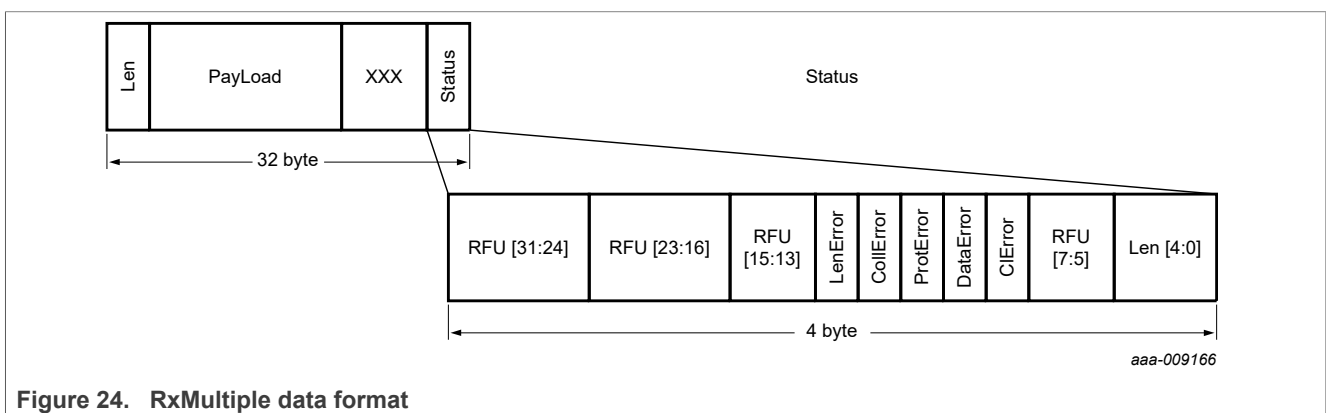 Len
PayLoad
XXX
Status
Status
32 byte
RFU [31:24]
RFU [23:16]
RFU
[15:13]
LenError
CollError
ProtError
DataError
ClError
RFU
[7:5]
Len [4:0]
4 byte
aaa-009166
Figure 24. RxMultiple data format